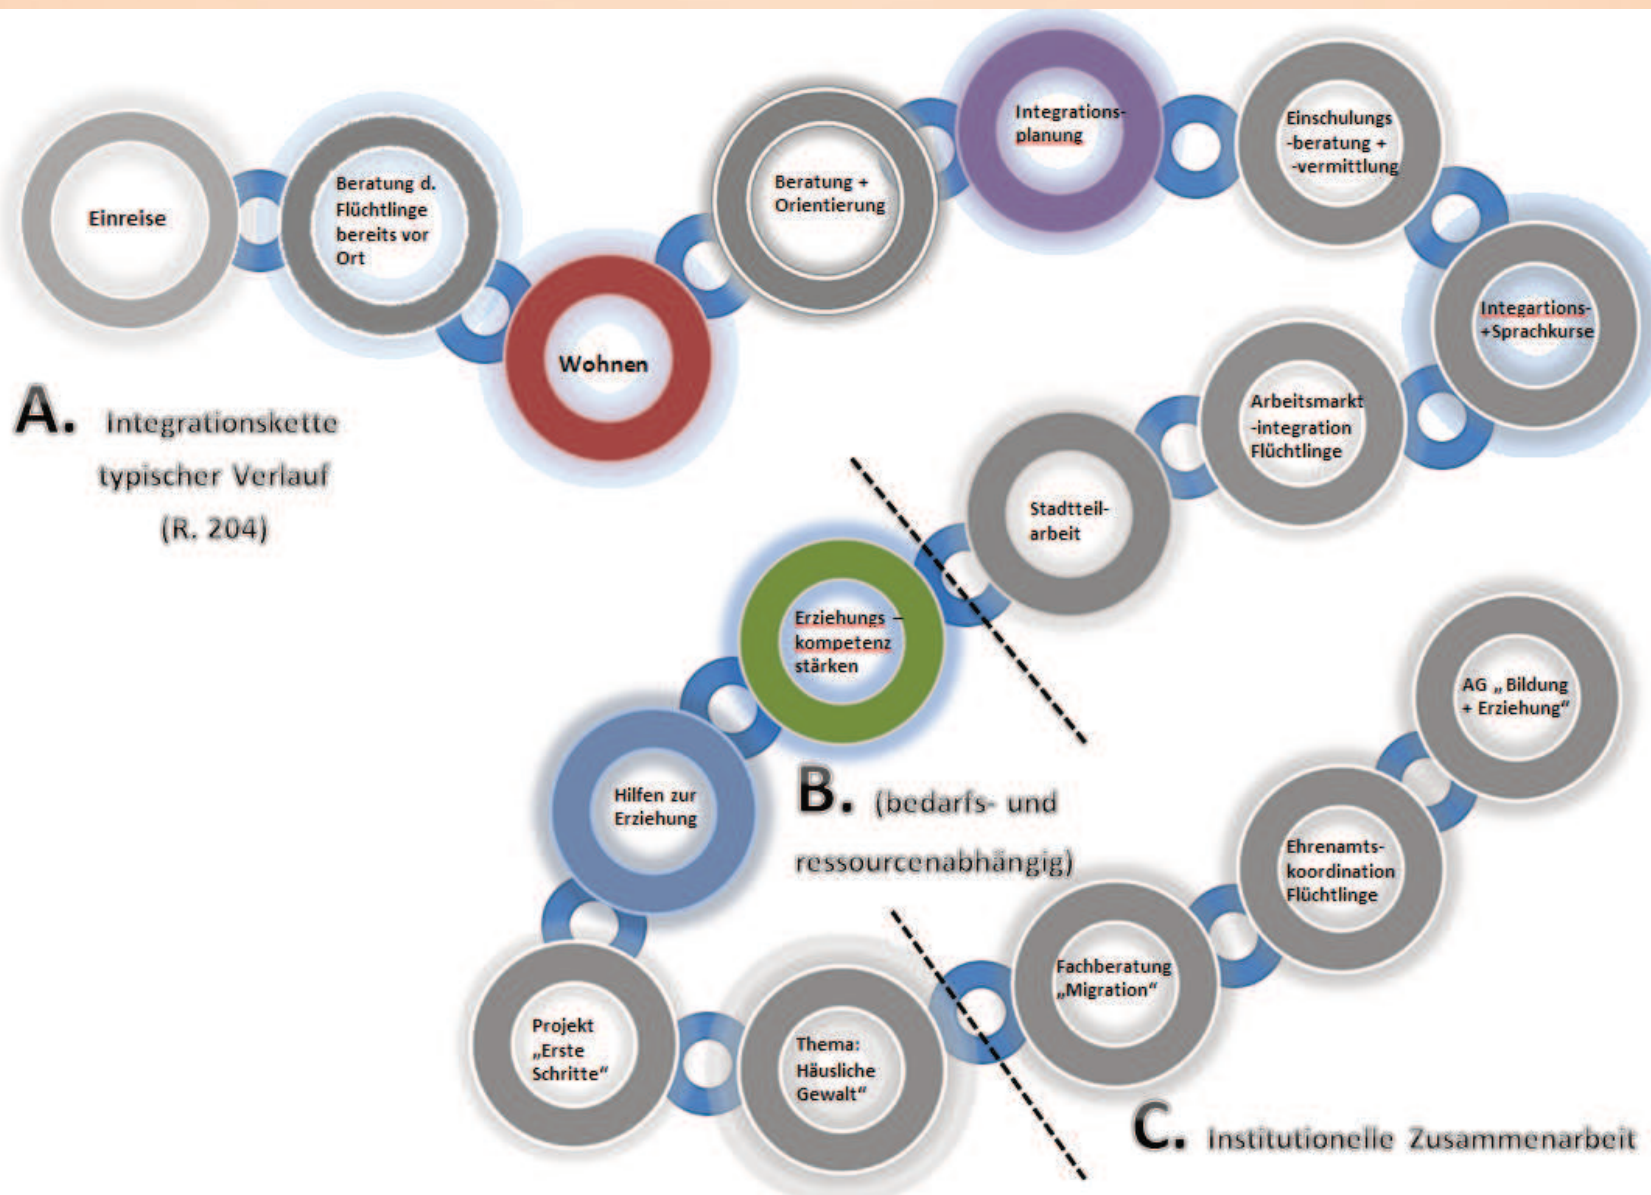 Einreise
Beratung d.
Flüchtlinge
bereits vor
Ort
Wohnen
Beratung +
Orientierung
Integrations-
planung
Einschulungs
-beratung +
-vermittlung
Integartions-
+Sprachkurse
Arbeitsmarkt
-integration
Flüchtlinge
Stadtteil-
arbeit
A. Integrationskette
typischer Verlauf
(R. 204)
Erziehungs –
kompetenz
stärken
Hilfen zur
Erziehung
B. (bedarfs- und
ressourcenabhängig)
Projekt
„Erste
Schritte“
Thema:
Häusliche
Gewalt“
Fachberatung
„Migration“
Ehrenamts-
koordination
Flüchtlinge
AG „Bildung
+ Erziehung“
C. Institutionelle Zusammenarbeit